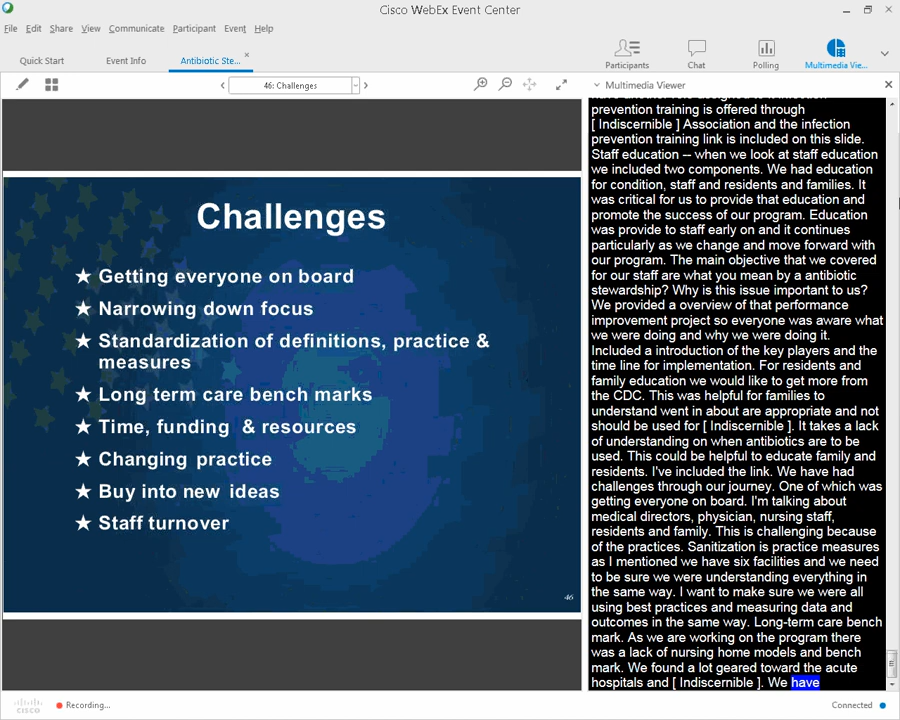 Cisco WebEx Event Center
File Edit Share View Communicate Participant Event Help
Quick Start Event Info Antibiotic Ste...
Participants Chat Polling Multimedia Vie...
46: Challenges
Multimedia Viewer
Challenges
★ Getting everyone on board
★ Narrowing down focus
★ Standardization of definitions, practice &
measures
★ Long term care bench marks
★ Time, funding & resources
★ Changing practice
★ Buy into new ideas
★ Staff turnover
46
prevention training is offered through
[ Indiscernible ] Association and the infection
prevention training link is included on this slide.
Staff education -- when we look at staff education
we included two components. We had education
for condition, staff and residents and families. It
was critical for us to provide that education and
promote the success of our program. Education
was provide to staff early on and it continues
particularly as we change and move forward with
our program. The main objective that we covered
for our staff are what you mean by a antibiotic
stewardship? Why is this issue important to us?
We provided a overview of that performance
improvement project so everyone was aware what
we were doing and why we were doing it.
Included a introduction of the key players and the
time line for implementation. For residents and
family education we would like to get more from
the CDC. This was helpful for families to
understand went in about are appropriate and not
should be used for [ Indiscernible ]. It takes a lack
of understanding on when antibiotics are to be
used. This could be helpful to educate family and
residents. I've included the link. We have had
challenges through our journey. One of which was
getting everyone on board. I'm talking about
medical directors, physician, nursing staff,
residents and family. This is challenging because
of the practices. Sanitization is practice measures
as I mentioned we have six facilities and we need
to be sure we were understanding everything in
the same way. I want to make sure we were all
using best practices and measuring data and
outcomes in the same way. Long-term care bench
mark. As we are working on the program there
was a lack of nursing home models and bench
mark. We found a lot geared toward the acute
hospitals and [ Indiscernible ]. We have
cisco Recording... Connected